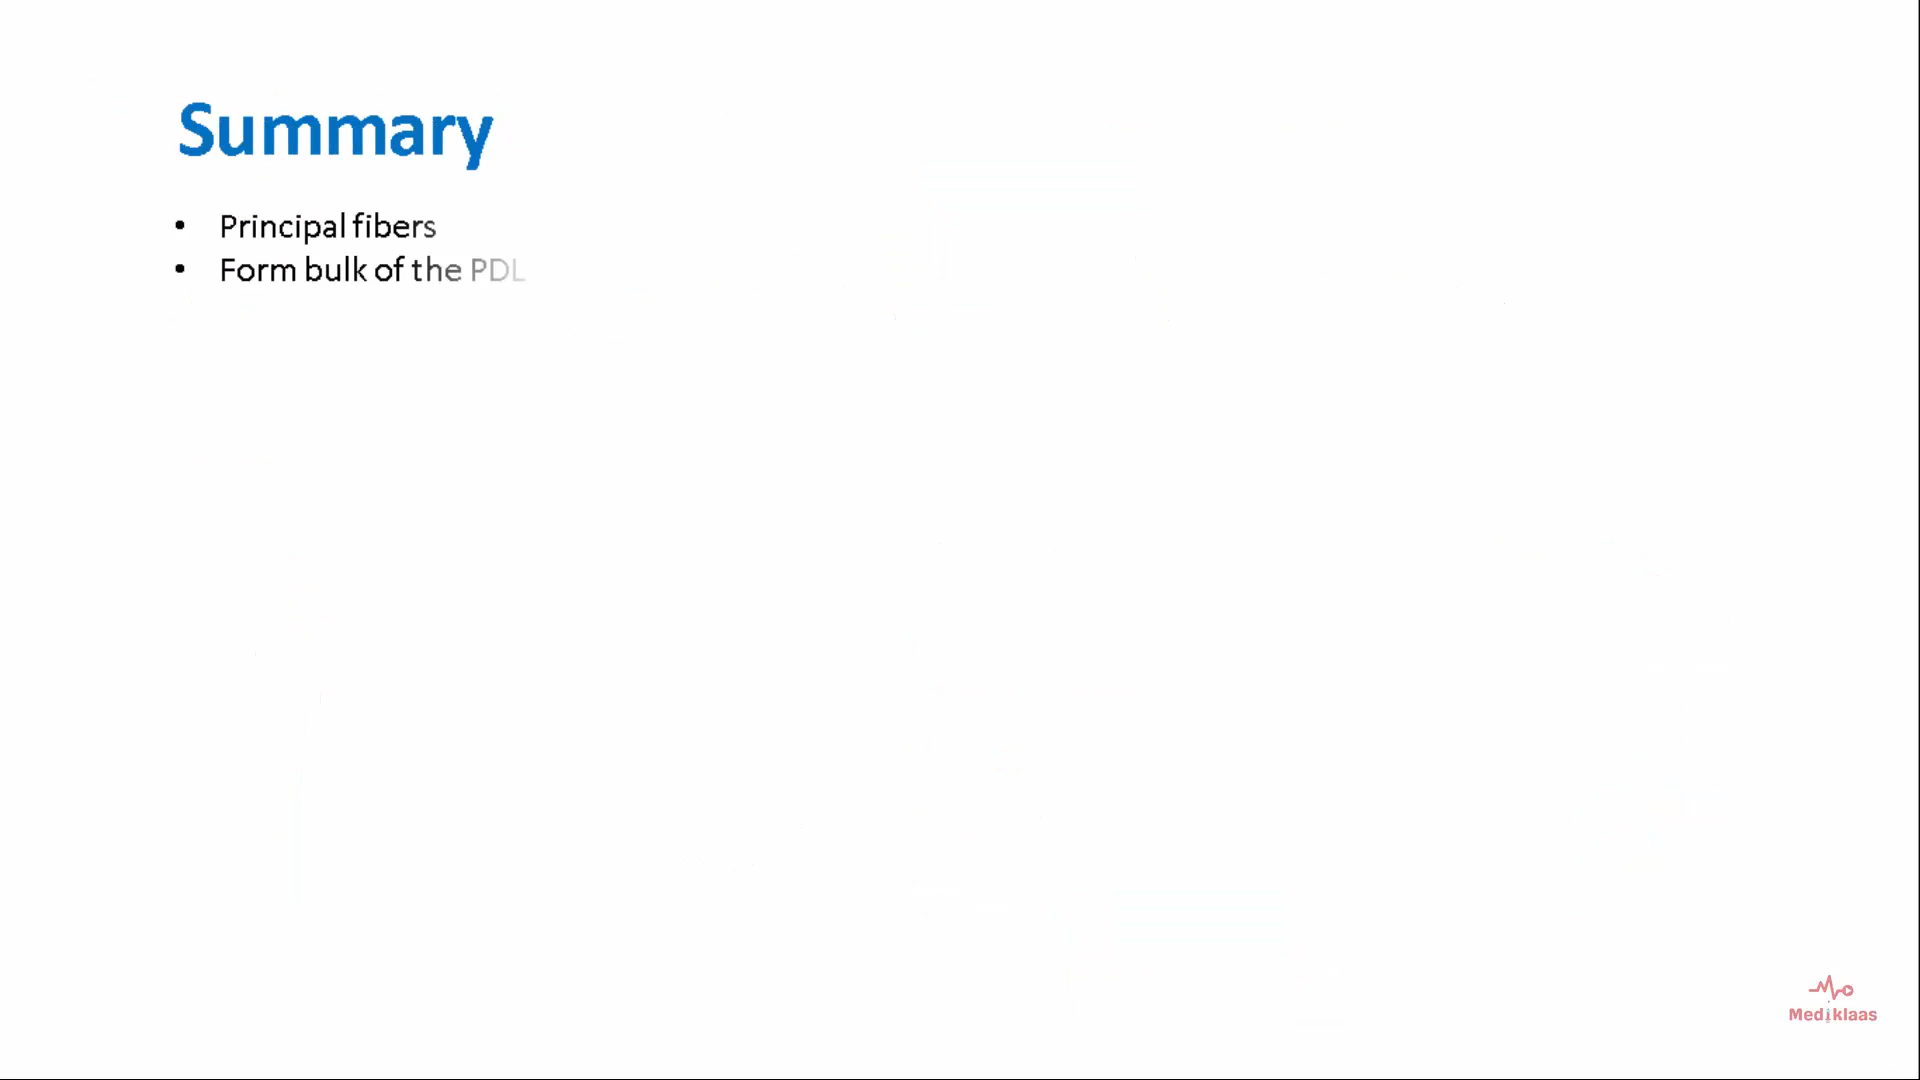 Summary
• Principal fibers
• Form bulk of the PDL
Mediklaas